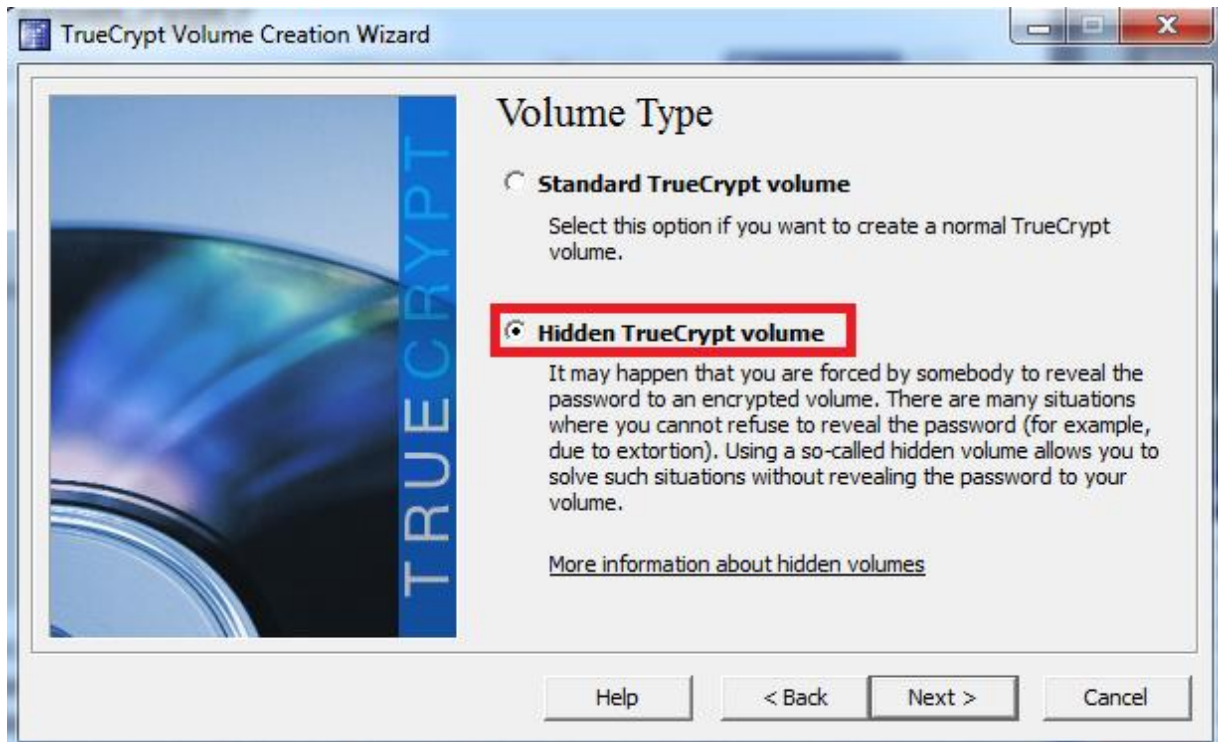 TrueCrypt Volume Creation Wizard
TRUECRYPT
Volume Type
Standard TrueCrypt volume
Select this option if you want to create a normal TrueCrypt
volume.
Hidden TrueCrypt volume
It may happen that you are forced by somebody to reveal the
password to an encrypted volume. There are many situations
where you cannot refuse to reveal the password (for example,
due to extortion). Using a so-called hidden volume allows you to
solve such situations without revealing the password to your
volume.
More information about hidden volumes
Help < Back Next > Cancel